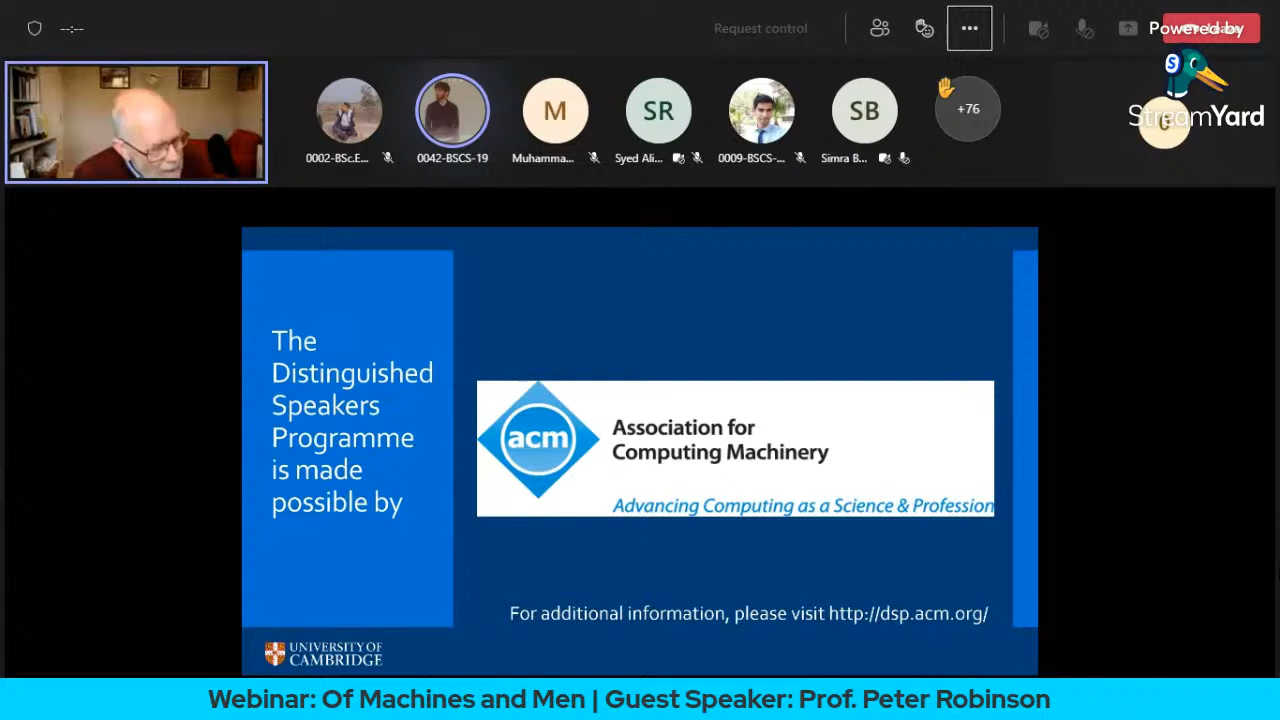 --:--
Request control
Powered by
StreamYard
M
SR
SB
+76
0002-BSc.E...
0042-BSCS-19
Muhamma...
Syed Ali...
0009-BSCS-...
Simra B...
The
Distinguished
Speakers
Programme
is made
possible by
acm
Association for
Computing Machinery
Advancing Computing as a Science & Profession
For additional information, please visit http://dsp.acm.org/
UNIVERSITY OF
CAMBRIDGE
Webinar: Of Machines and Men | Guest Speaker: Prof. Peter Robinson